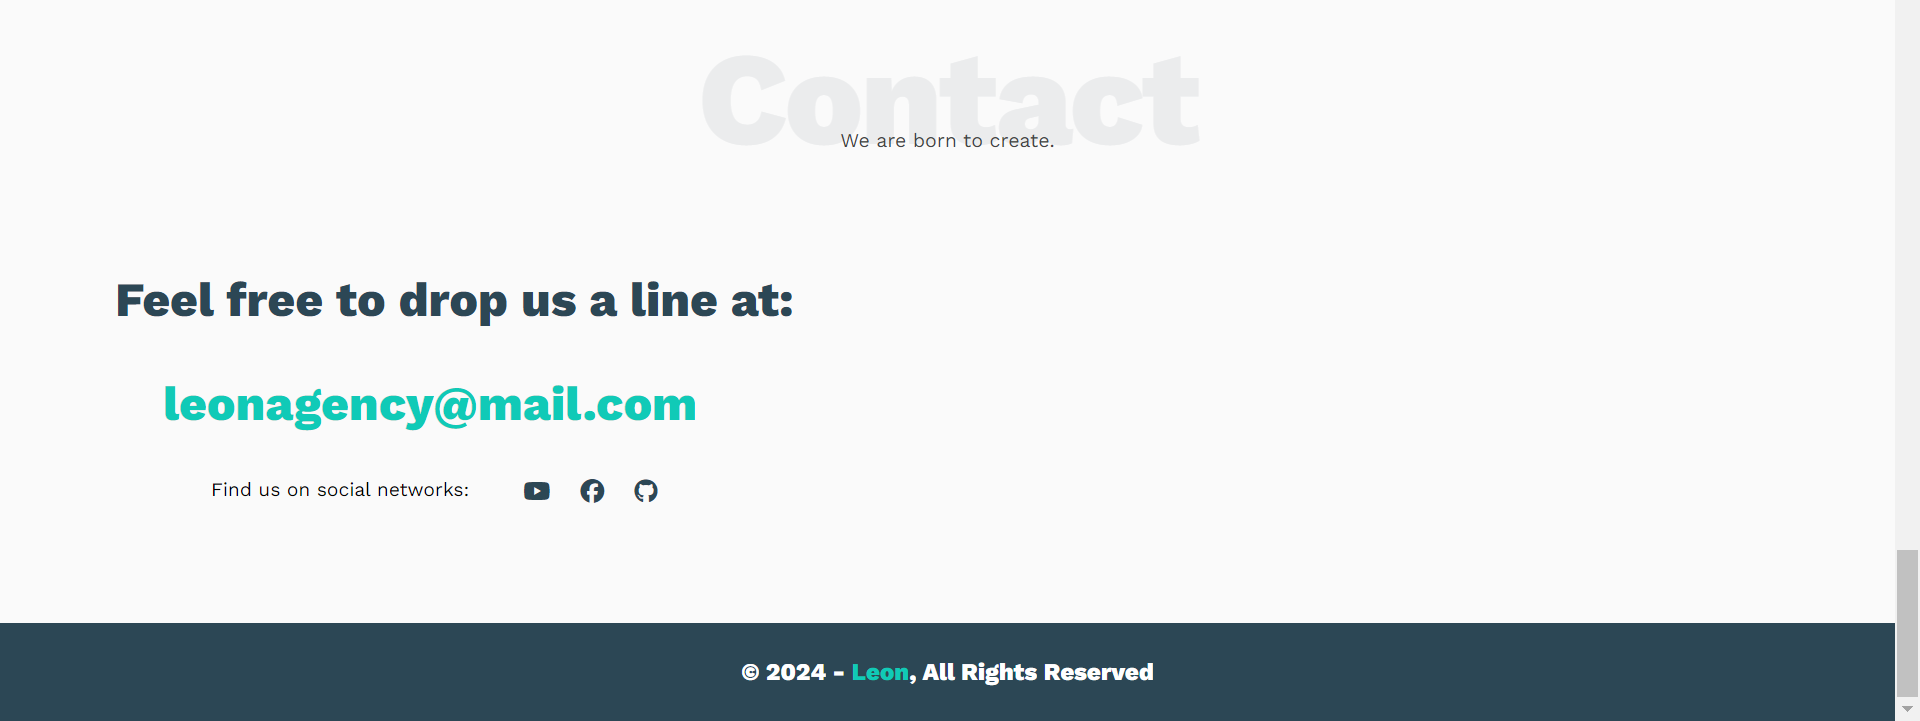 Contact
We are born to create.
Feel free to drop us a line at:
leonagency@mail.com
Find us on social networks:
© 2024 - Leon, All Rights Reserved